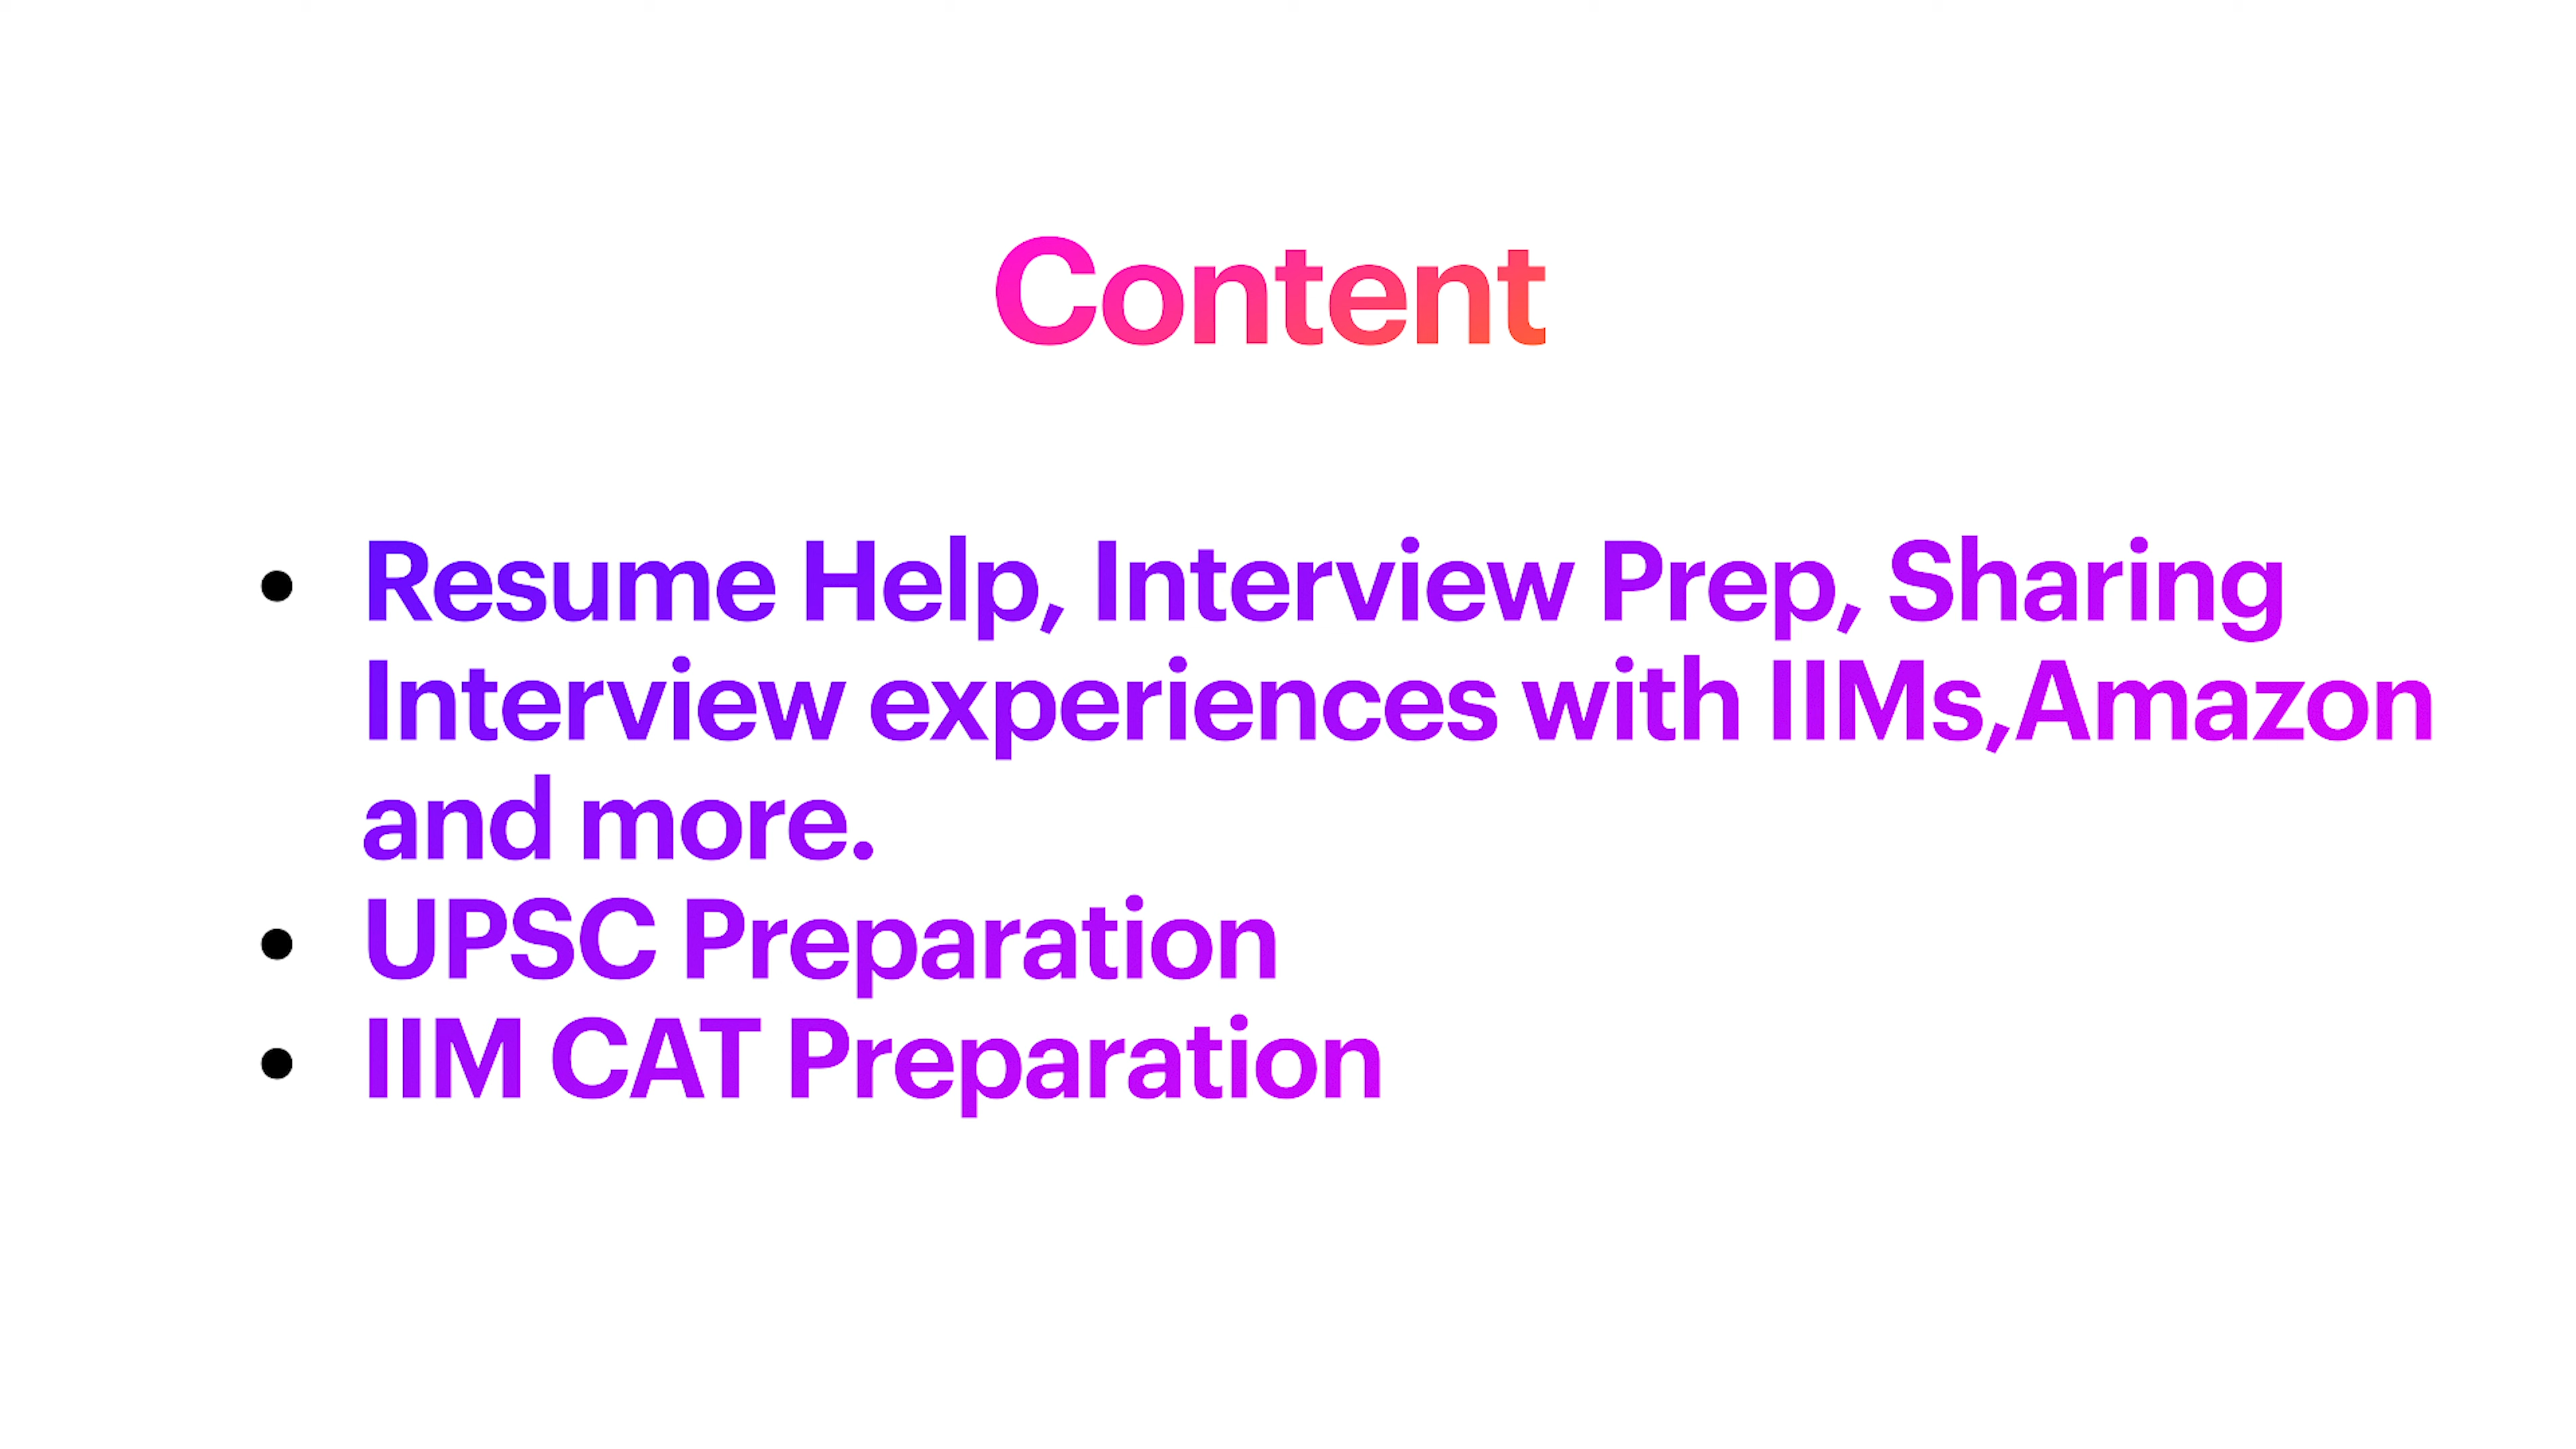 Content
• Resume Help, Interview Prep, Sharing
Interview experiences with IIMs,Amazon
and more.
• UPSC Preparation
• IIM CAT Preparation